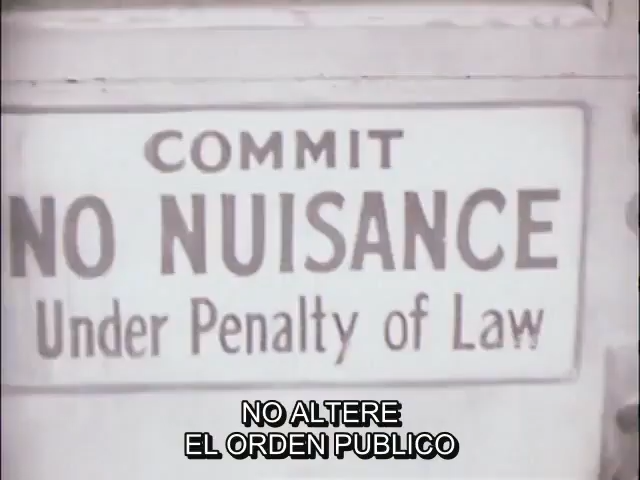 COMMIT
NO NUISANCE
Under Penalty of Law
NO ALTERE
EL ORDEN PUBLICO